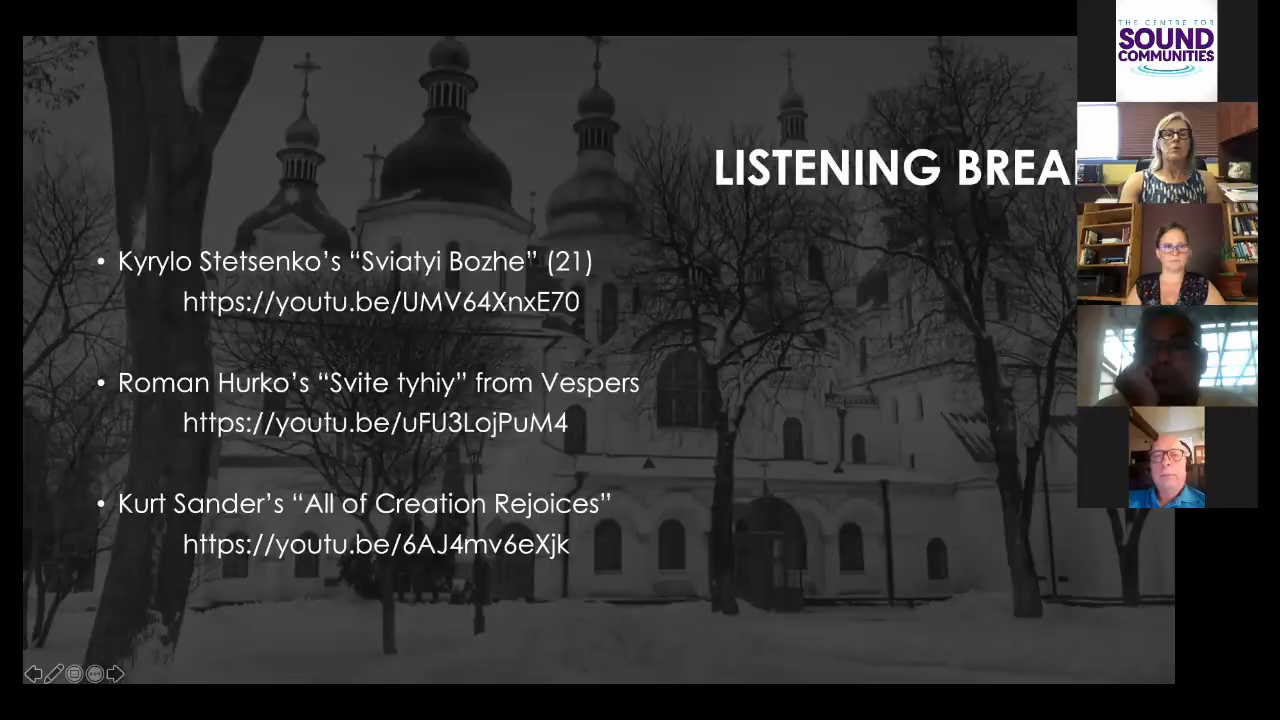 THE CENTRE FOR
SOUND
COMMUNITIES
LISTENING BREA
• Kyrylo Stetsenko’s “Sviatyi Bozhe” (21)
https://youtu.be/UMV64XnxE70
• Roman Hurko’s “Svite tyhiy” from Vespers
https://youtu.be/uFU3LojPuM4
• Kurt Sander’s “All of Creation Rejoices”
https://youtu.be/6AJ4mv6eXjk